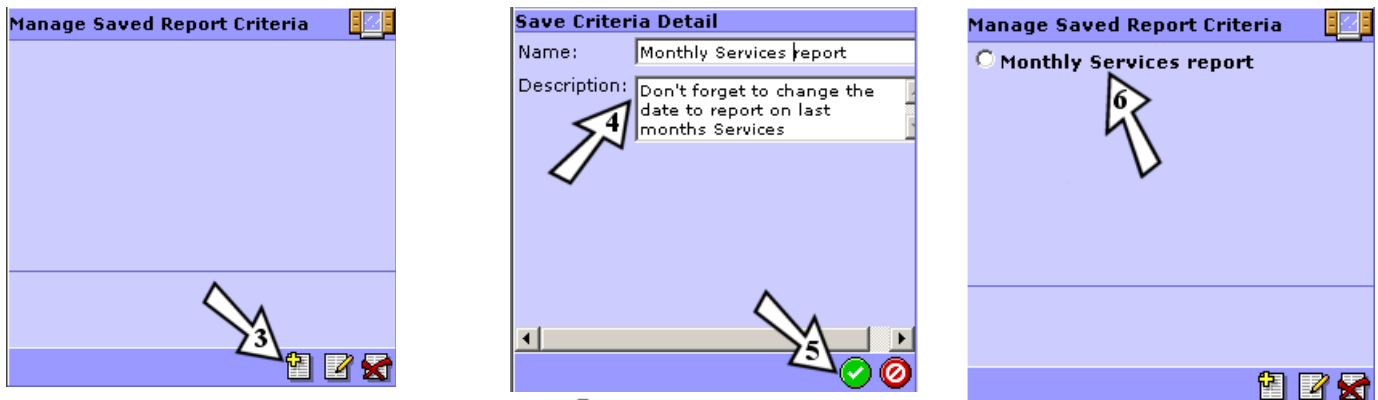 Manage Saved Report Criteria
3
Save Criteria Detail
Name: Monthly Services report
Description: Don't forget to change the
date to report on last
months Services
4
5
Manage Saved Report Criteria
Monthly Services report
6